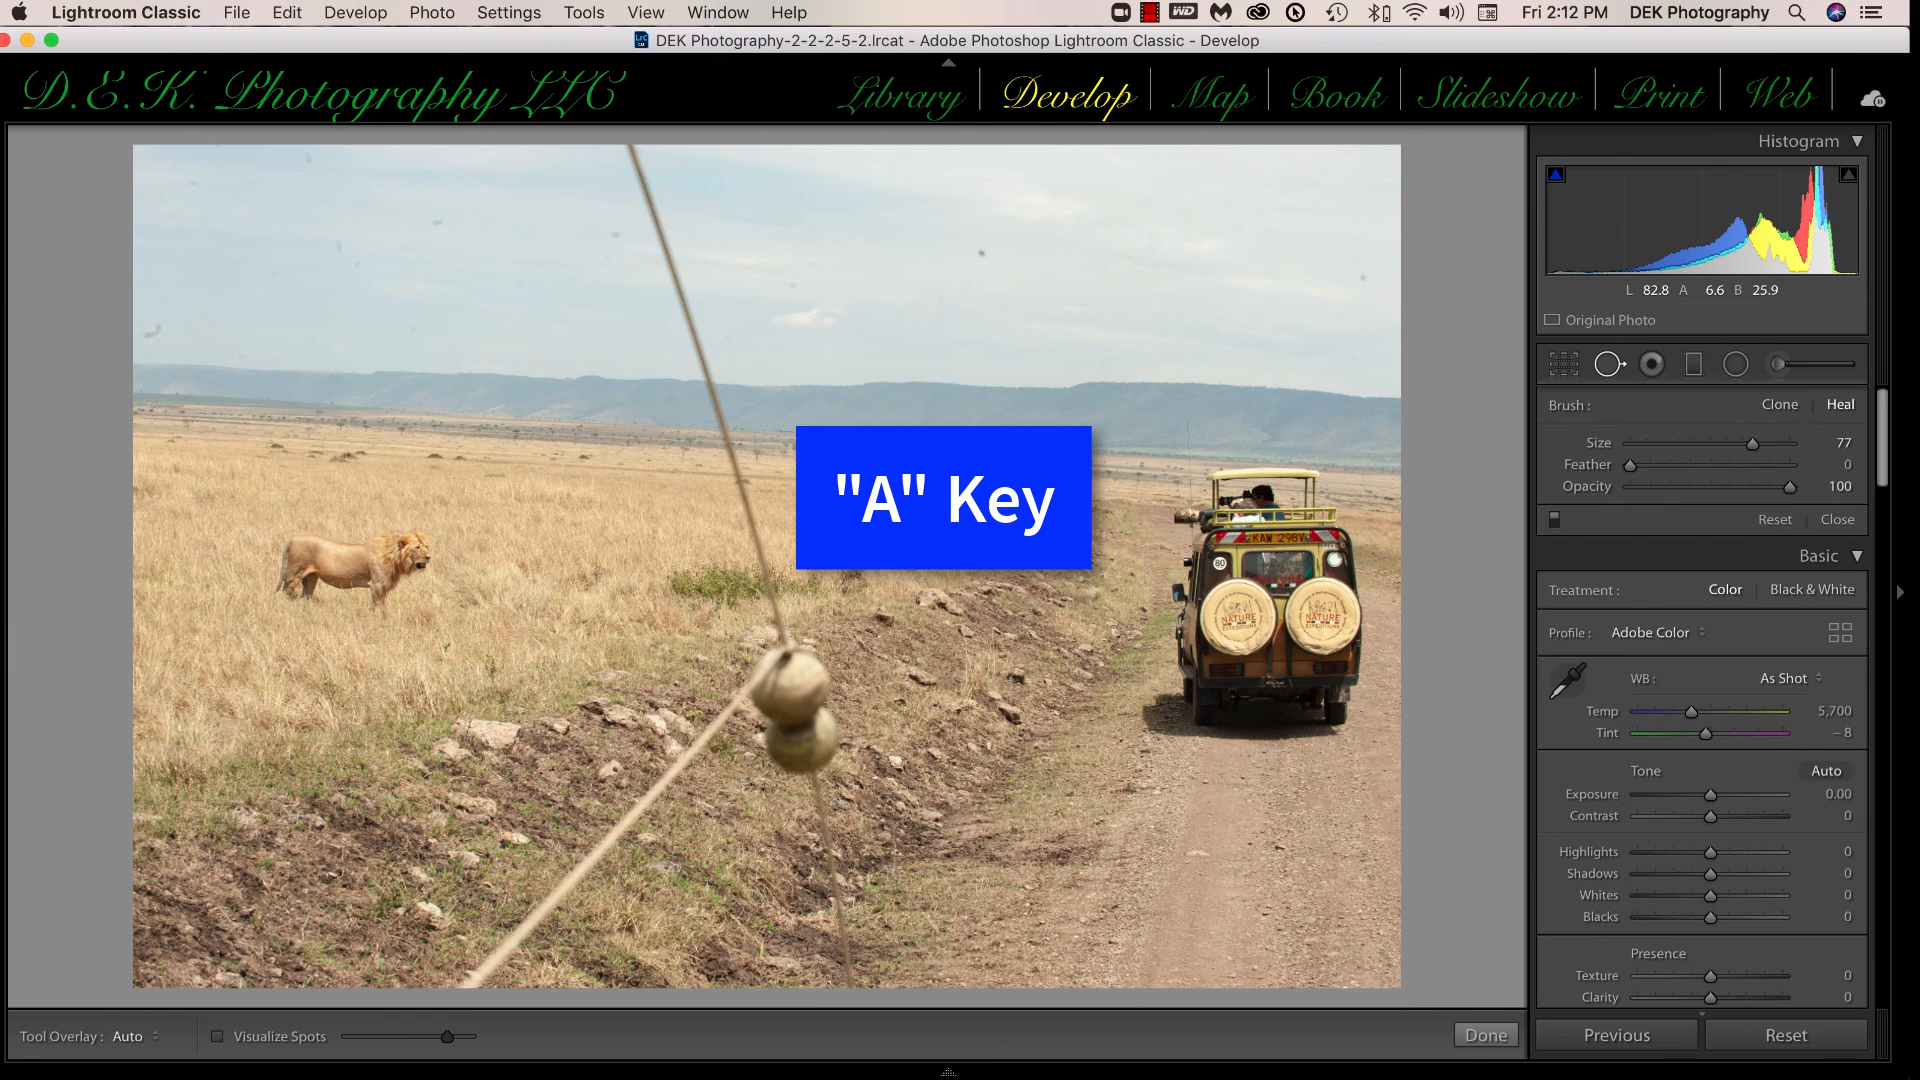 Lightroom Classic File Edit Develop Photo Settings Tools View Window Help WD Fri 2:12 PM DEK Photography
DEK Photography-2-2-2-5-2.lrcat - Adobe Photoshop Lightroom Classic - Develop
D.E.K. Photography LLC Library Develop Map Book Slideshow Print Web
Histogram
L 82.8 A 6.6 B 25.9
Original Photo
Brush : Clone Heal
Size 77
Feather 0
Opacity 100
Reset Close
Basic
Treatment : Color Black & White
Profile : Adobe Color
WB : As Shot
Temp 5,700
Tint – 8
Tone Auto
Exposure 0.00
Contrast 0
Highlights 0
Shadows 0
Whites 0
Blacks 0
Presence
Texture 0
Clarity 0
Previous Reset
"A" Key
KAW 298V
80
NATURE
EXPEDITIONS
NATURE
EXPEDITIONS
Tool Overlay : Auto Visualize Spots Done